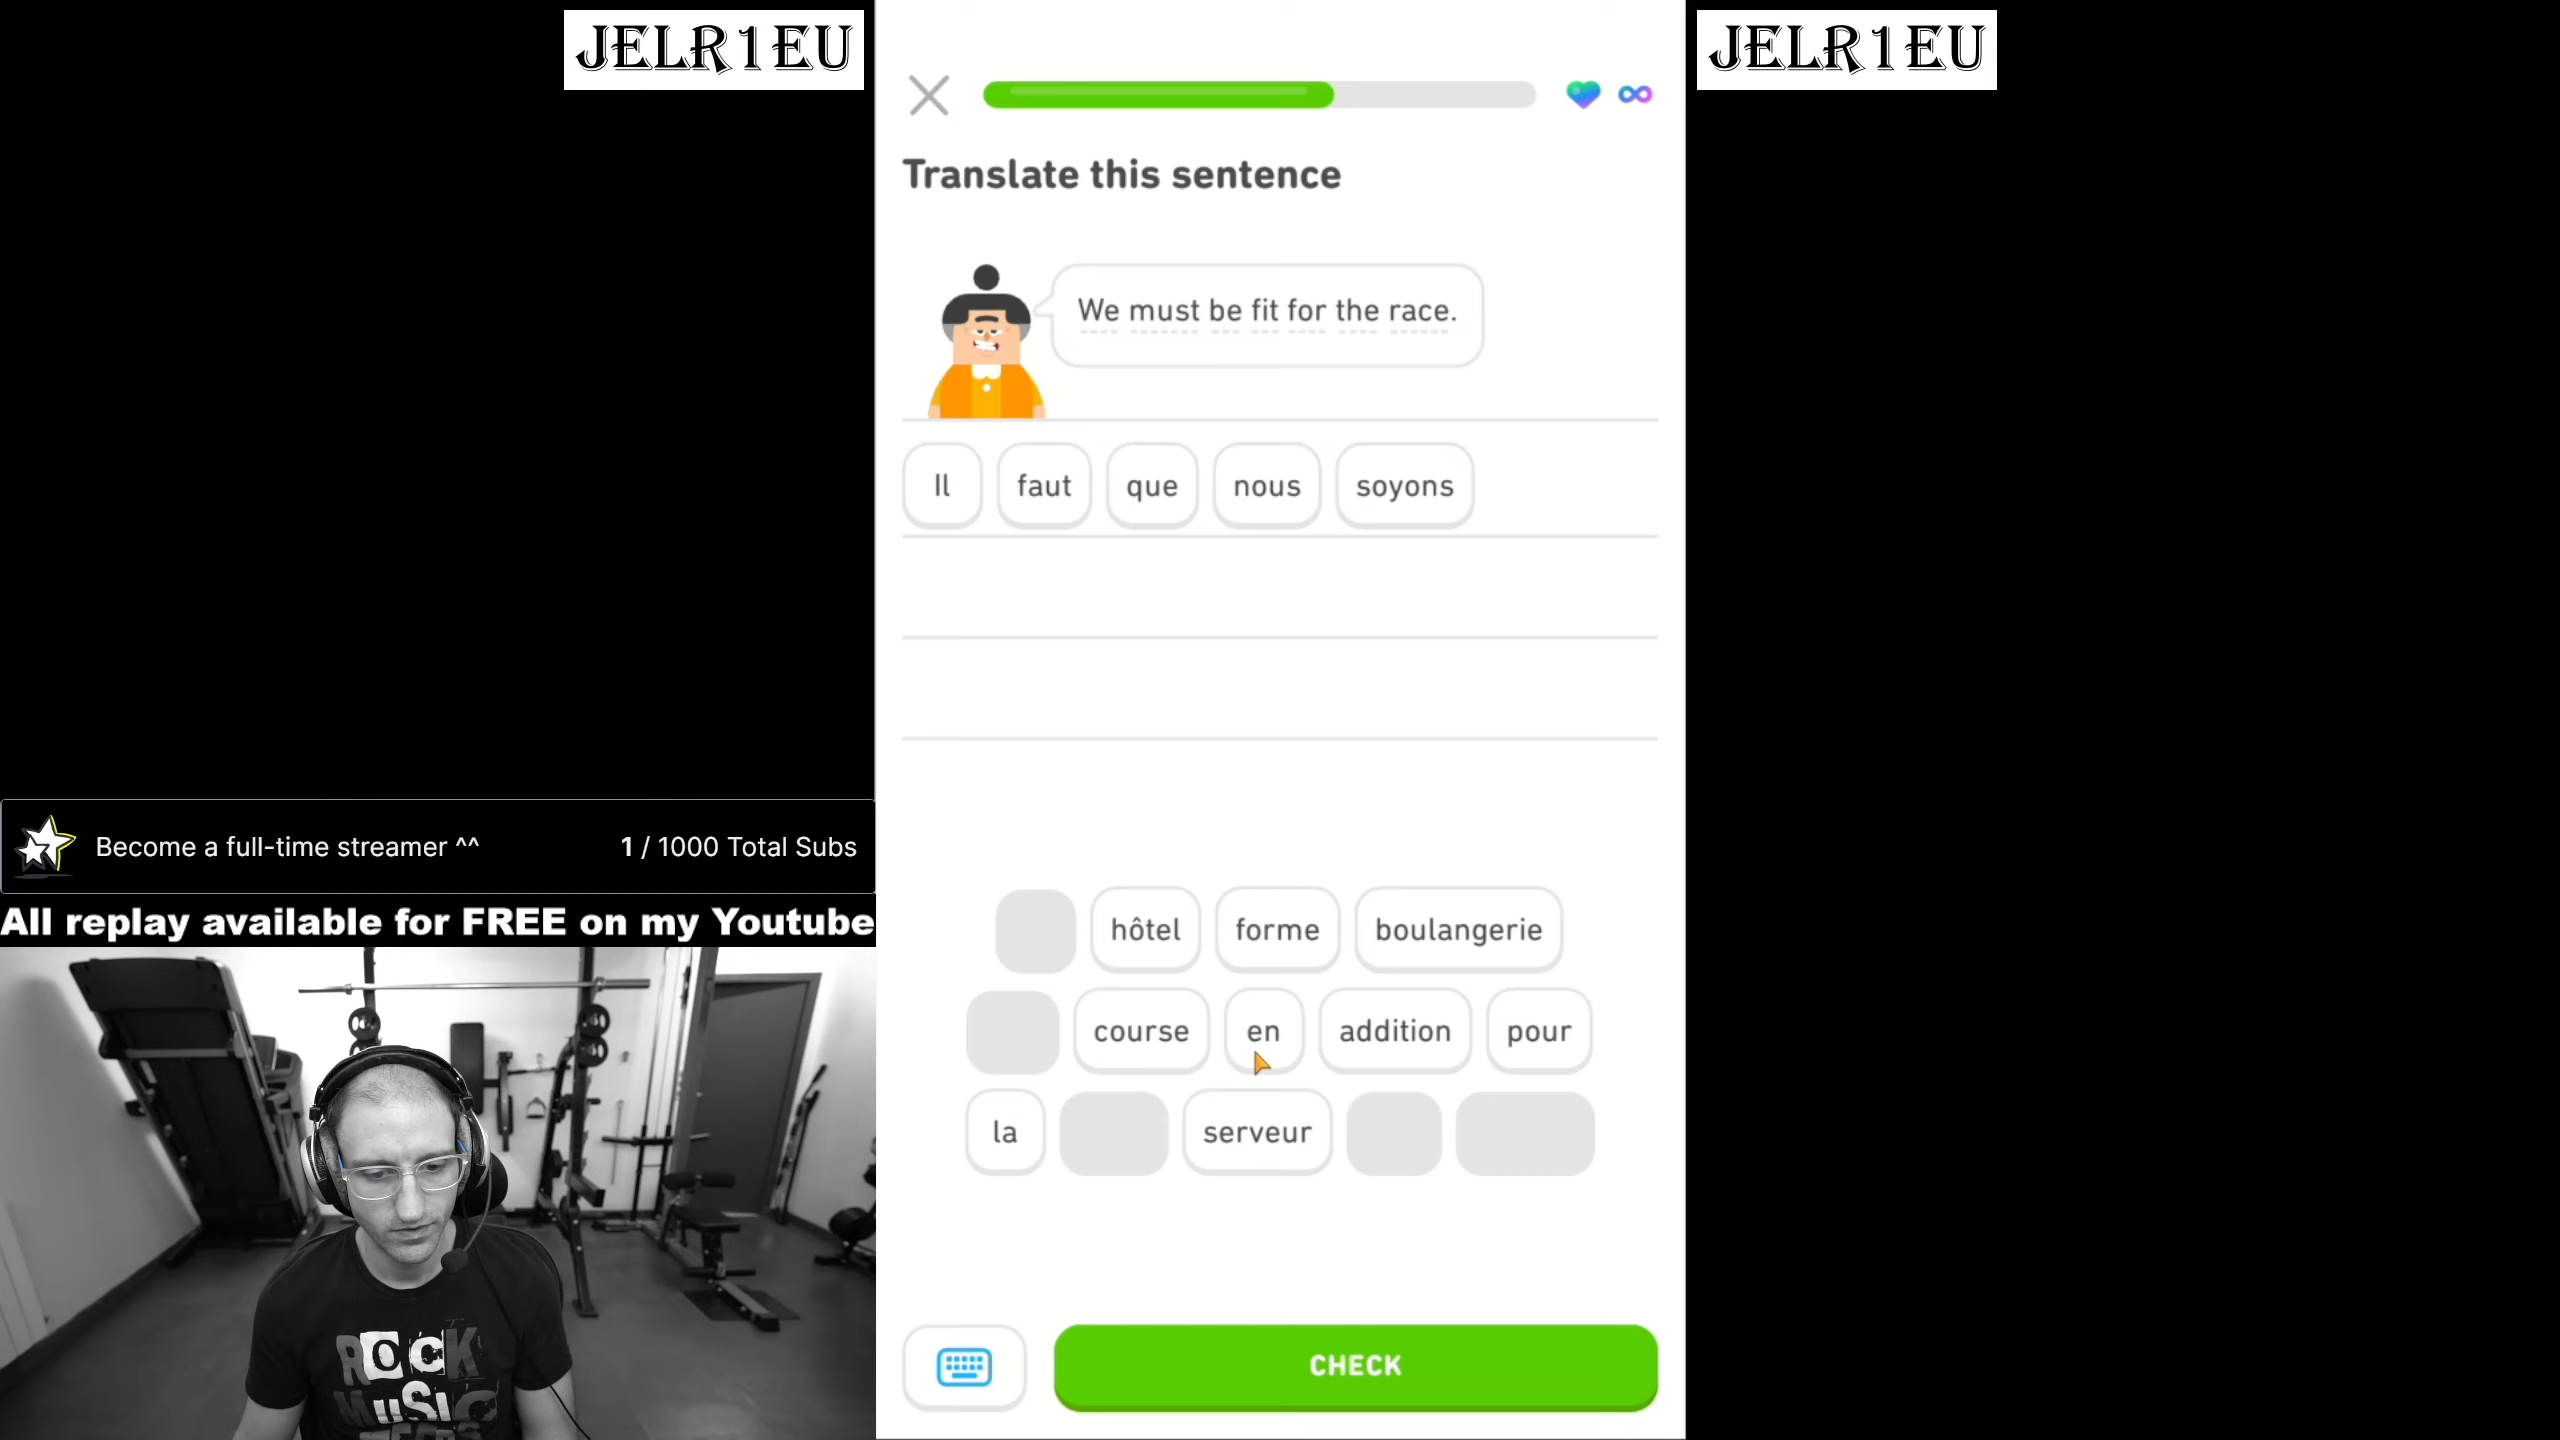 JELR1EU
JELR1EU
Translate this sentence
We must be fit for the race.
Il faut que nous soyons
hôtel forme boulangerie
course en addition pour
la serveur
CHECK
Become a full-time streamer ^^ 1 / 1000 Total Subs
All replay available for FREE on my Youtube
ROCK
MUSIC